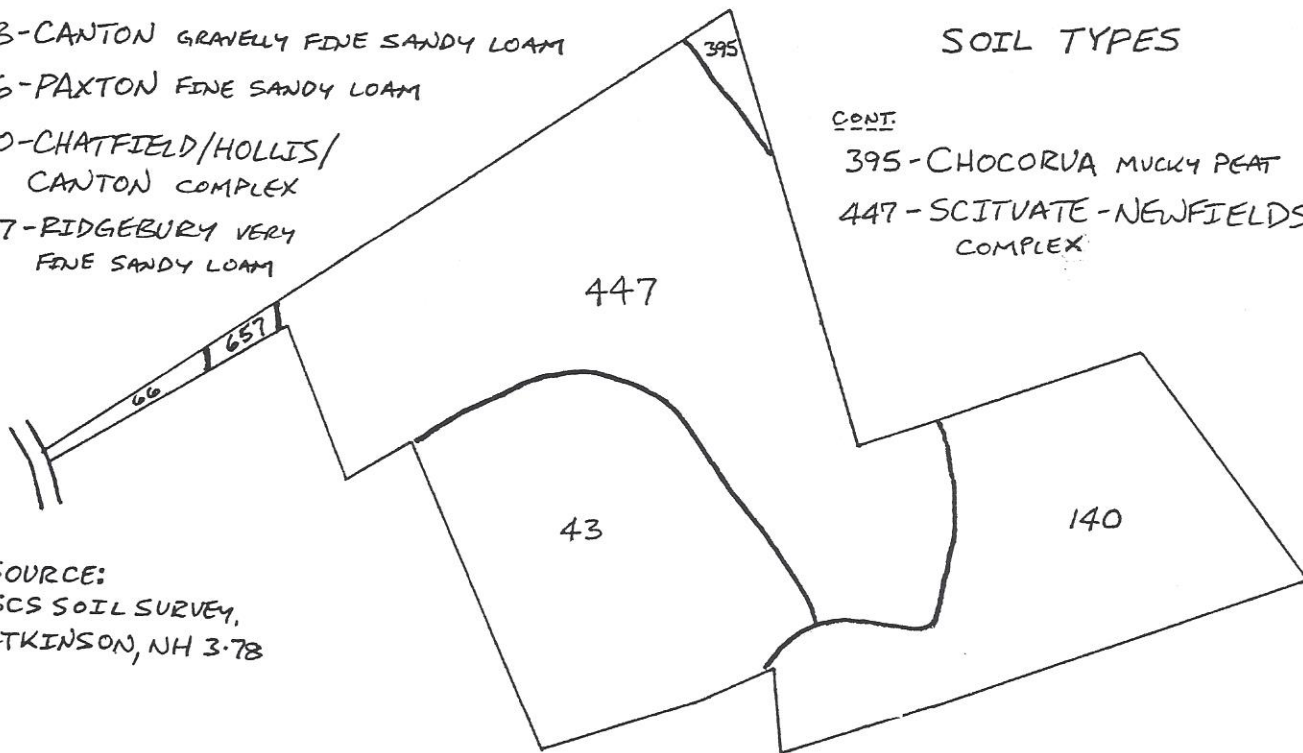 3-CANTON GRAVELLY FINE SANDY LOAM
6-PAXTON FINE SANDY LOAM
0-CHATFIELD/HOLLIS/
CANTON COMPLEX
7-RIDGEBURY VERY
FINE SANDY LOAM
SOIL TYPES
CONT.
395-CHOCORUA MUCKY PEAT
447-SCITUATE-NEWFIELDS
COMPLEX
395
447
657
66
43
140
SOURCE:
SCS SOIL SURVEY,
ATKINSON, NH 3.78